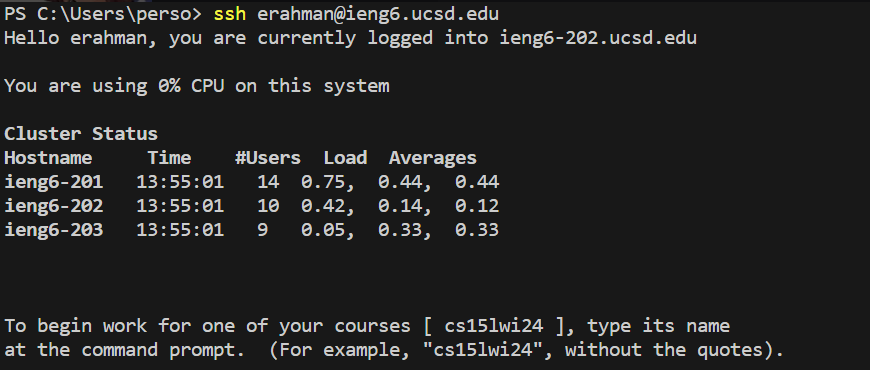 PS C:\Users\perso> ssh erahman@ieng6.ucsd.edu
Hello erahman, you are currently logged into ieng6-202.ucsd.edu
You are using 0% CPU on this system
Cluster Status
Hostname     Time    #Users  Load  Averages
ieng6-201   13:55:01   14  0.75,  0.44,  0.44
ieng6-202   13:55:01   10  0.42,  0.14,  0.12
ieng6-203   13:55:01   9   0.05,  0.33,  0.33
To begin work for one of your courses [ cs15lwi24 ], type its name
at the command prompt.  (For example, "cs15lwi24", without the quotes).